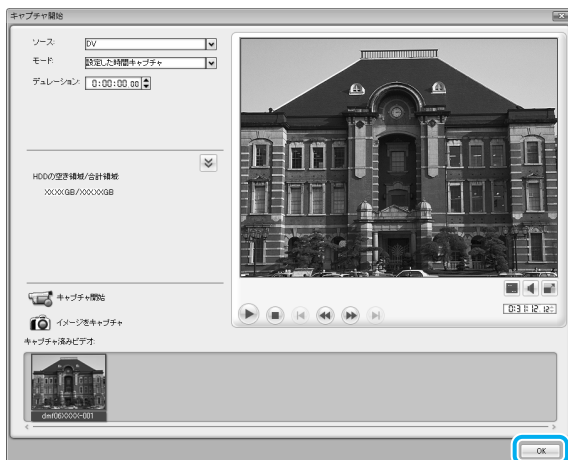 キャプチャ開始
ソース:
DV
モード:
設定した時間キャプチャ
デュレーション:
0:00:00 00
HDDの空き領域/合計領域
XXXXGB/XXXXXGB
キャプチャ開始
イメージをキャプチャ
キャプチャ済みビデオ:
dmf06XXXX-001
OK